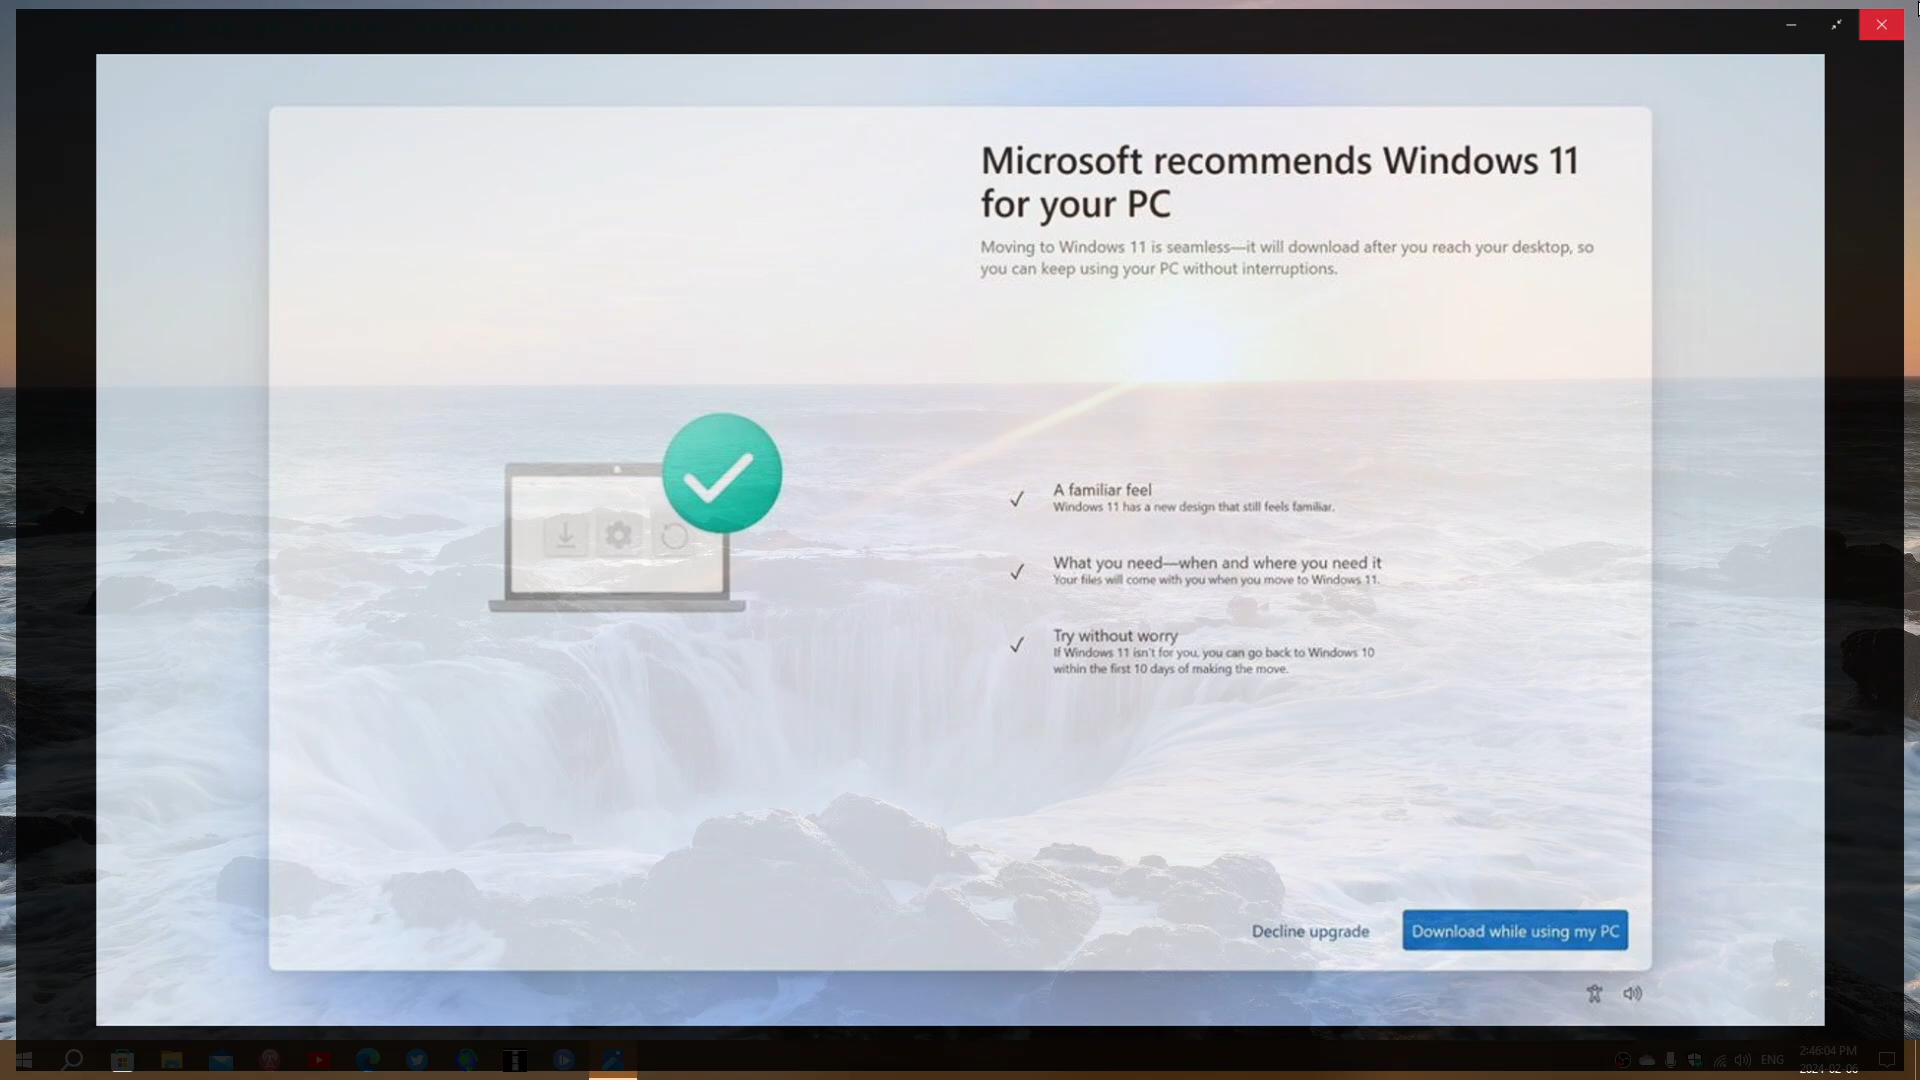 Microsoft recommends Windows 11
for your PC
Moving to Windows 11 is seamless—it will download after you reach your desktop, so
you can keep using your PC without interruptions.
A familiar feel
Windows 11 has a new design that still feels familiar.
What you need—when and where you need it
Your files will come with you when you move to Windows 11.
Try without worry
If Windows 11 isn't for you, you can go back to Windows 10
within the first 10 days of making the move.
Decline upgrade
Download while using my PC
ENG
2:46:04 PM
2024-02-06